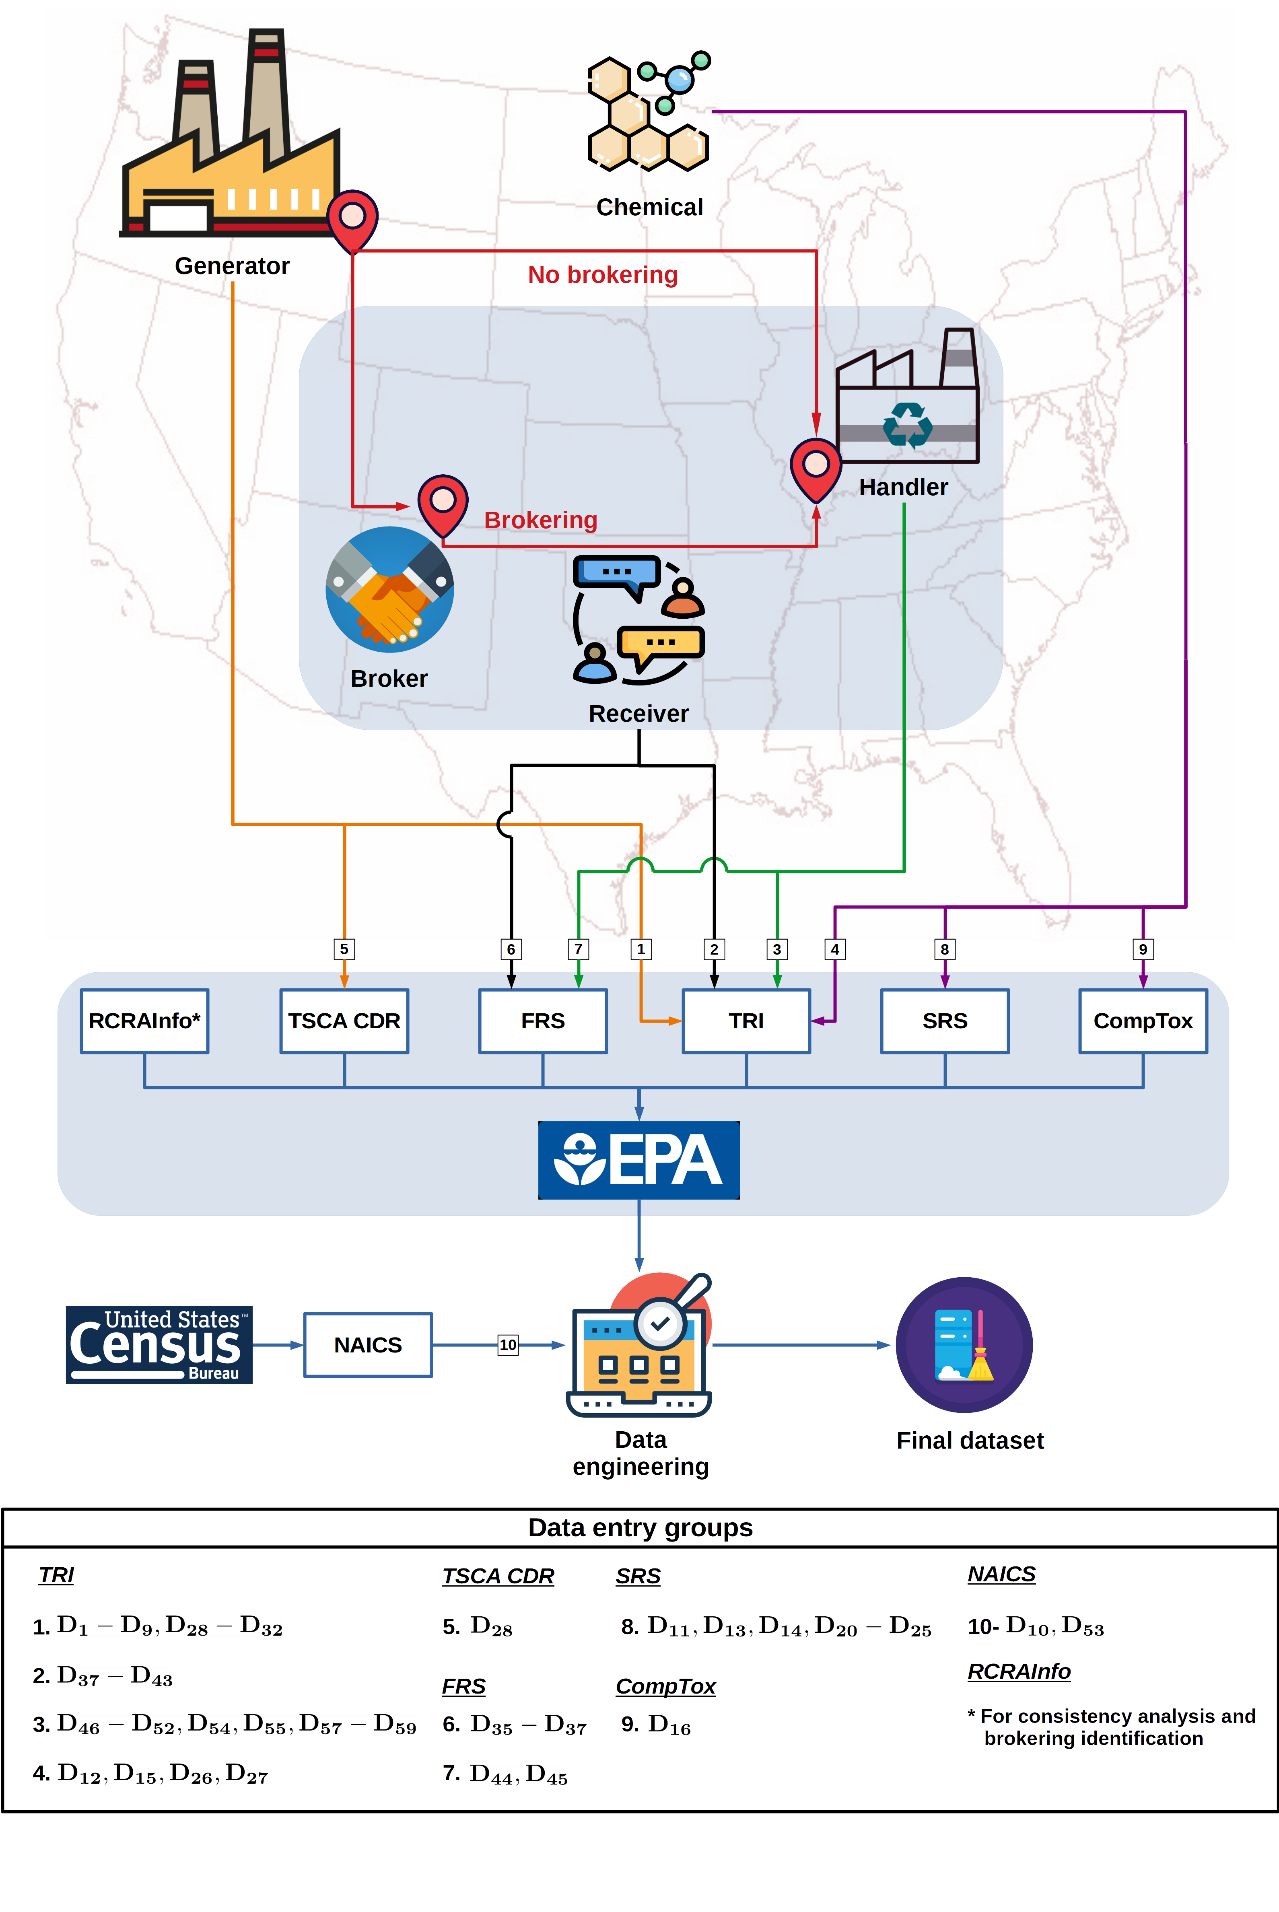 Chemical
Generator
No brokering
Handler
Brokering
Broker
Receiver
5
6
7
1
2
3
4
8
9
RCRAInfo*
TSCA CDR
FRS
TRI
SRS
CompTox
EPA
United States™
Census
Bureau
NAICS
10
Data
engineering
Final dataset
Data entry groups
TRI
1. D₁ − D₉, D₂₈ − D₃₂
2. D₃₇ − D₄₃
3. D₄₆ − D₅₂, D₅₄, D₅₅, D₅₇ − D₅₉
4. D₁₂, D₁₅, D₂₆, D₂₇
TSCA CDR
5. D₂₈
FRS
6. D₃₅ − D₃₇
7. D₄₄, D₄₅
SRS
8. D₁₁, D₁₃, D₁₄, D₂₀ − D₂₅
CompTox
9. D₁₆
NAICS
10- D₁₀, D₅₃
RCRAInfo
* For consistency analysis and
brokering identification